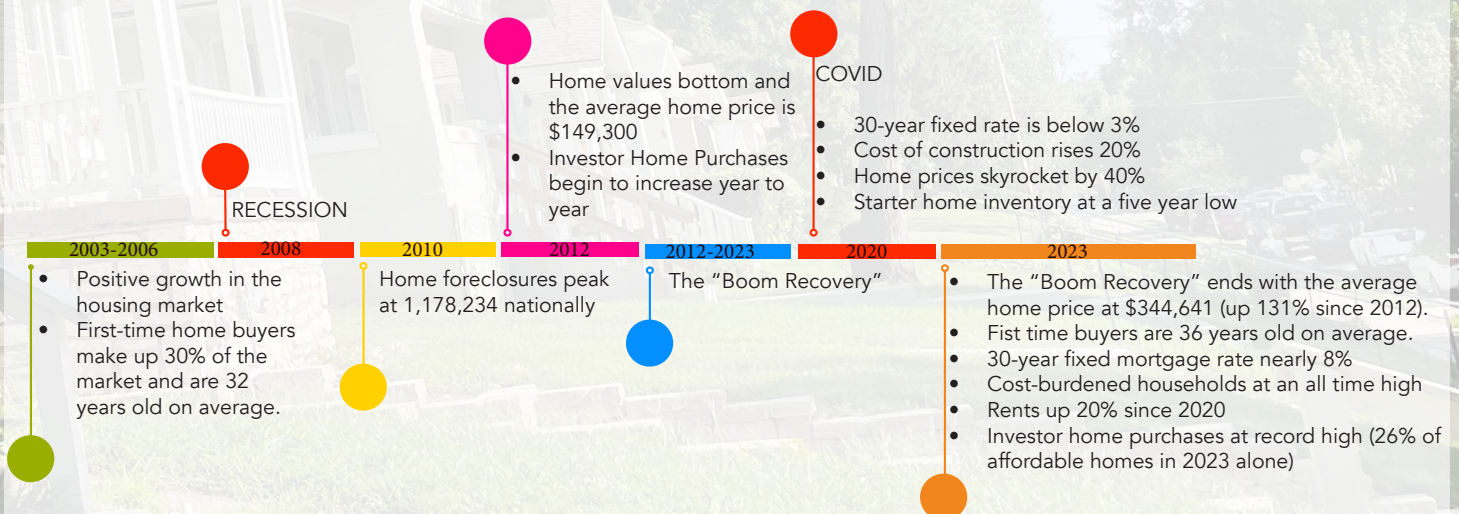 2003-2006
• Positive growth in the
housing market
• First-time home buyers
make up 30% of the
market and are 32
years old on average.
RECESSION
2008
2010
Home foreclosures peak
at 1,178,234 nationally
• Home values bottom and
the average home price is
$149,300
• Investor Home Purchases
begin to increase year to
year
2012
2012-2023
The “Boom Recovery”
COVID
• 30-year fixed rate is below 3%
• Cost of construction rises 20%
• Home prices skyrocket by 40%
• Starter home inventory at a five year low
2020
2023
• The “Boom Recovery” ends with the average
home price at $344,641 (up 131% since 2012).
• Fist time buyers are 36 years old on average.
• 30-year fixed mortgage rate nearly 8%
• Cost-burdened households at an all time high
• Rents up 20% since 2020
• Investor home purchases at record high (26% of
affordable homes in 2023 alone)